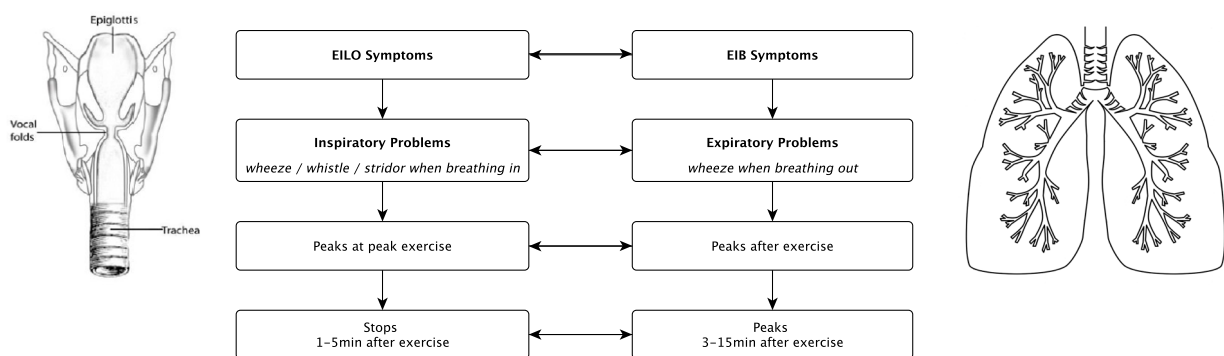 Epiglottis
Vocal
folds
Trachea
EILO Symptoms
EIB Symptoms
Inspiratory Problems
wheeze / whistle / stridor when breathing in
Expiratory Problems
wheeze when breathing out
Peaks at peak exercise
Peaks after exercise
Stops
1–5min after exercise
Peaks
3–15min after exercise